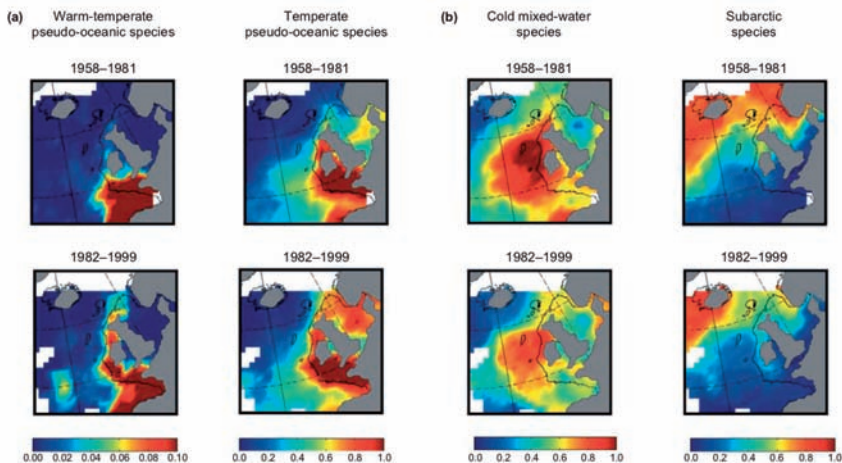 (a)
Warm-temperate
pseudo-oceanic species
Temperate
pseudo-oceanic species
(b)
Cold mixed-water
species
Subarctic
species
1958–1981
1958–1981
1958–1981
1958–1981
1982–1999
1982–1999
1982–1999
1982–1999
0.00 0.02 0.04 0.06 0.08 0.10
0.0 0.2 0.4 0.6 0.8 1.0
0.0 0.2 0.4 0.6 0.8 1.0
0.0 0.2 0.4 0.6 0.8 1.0